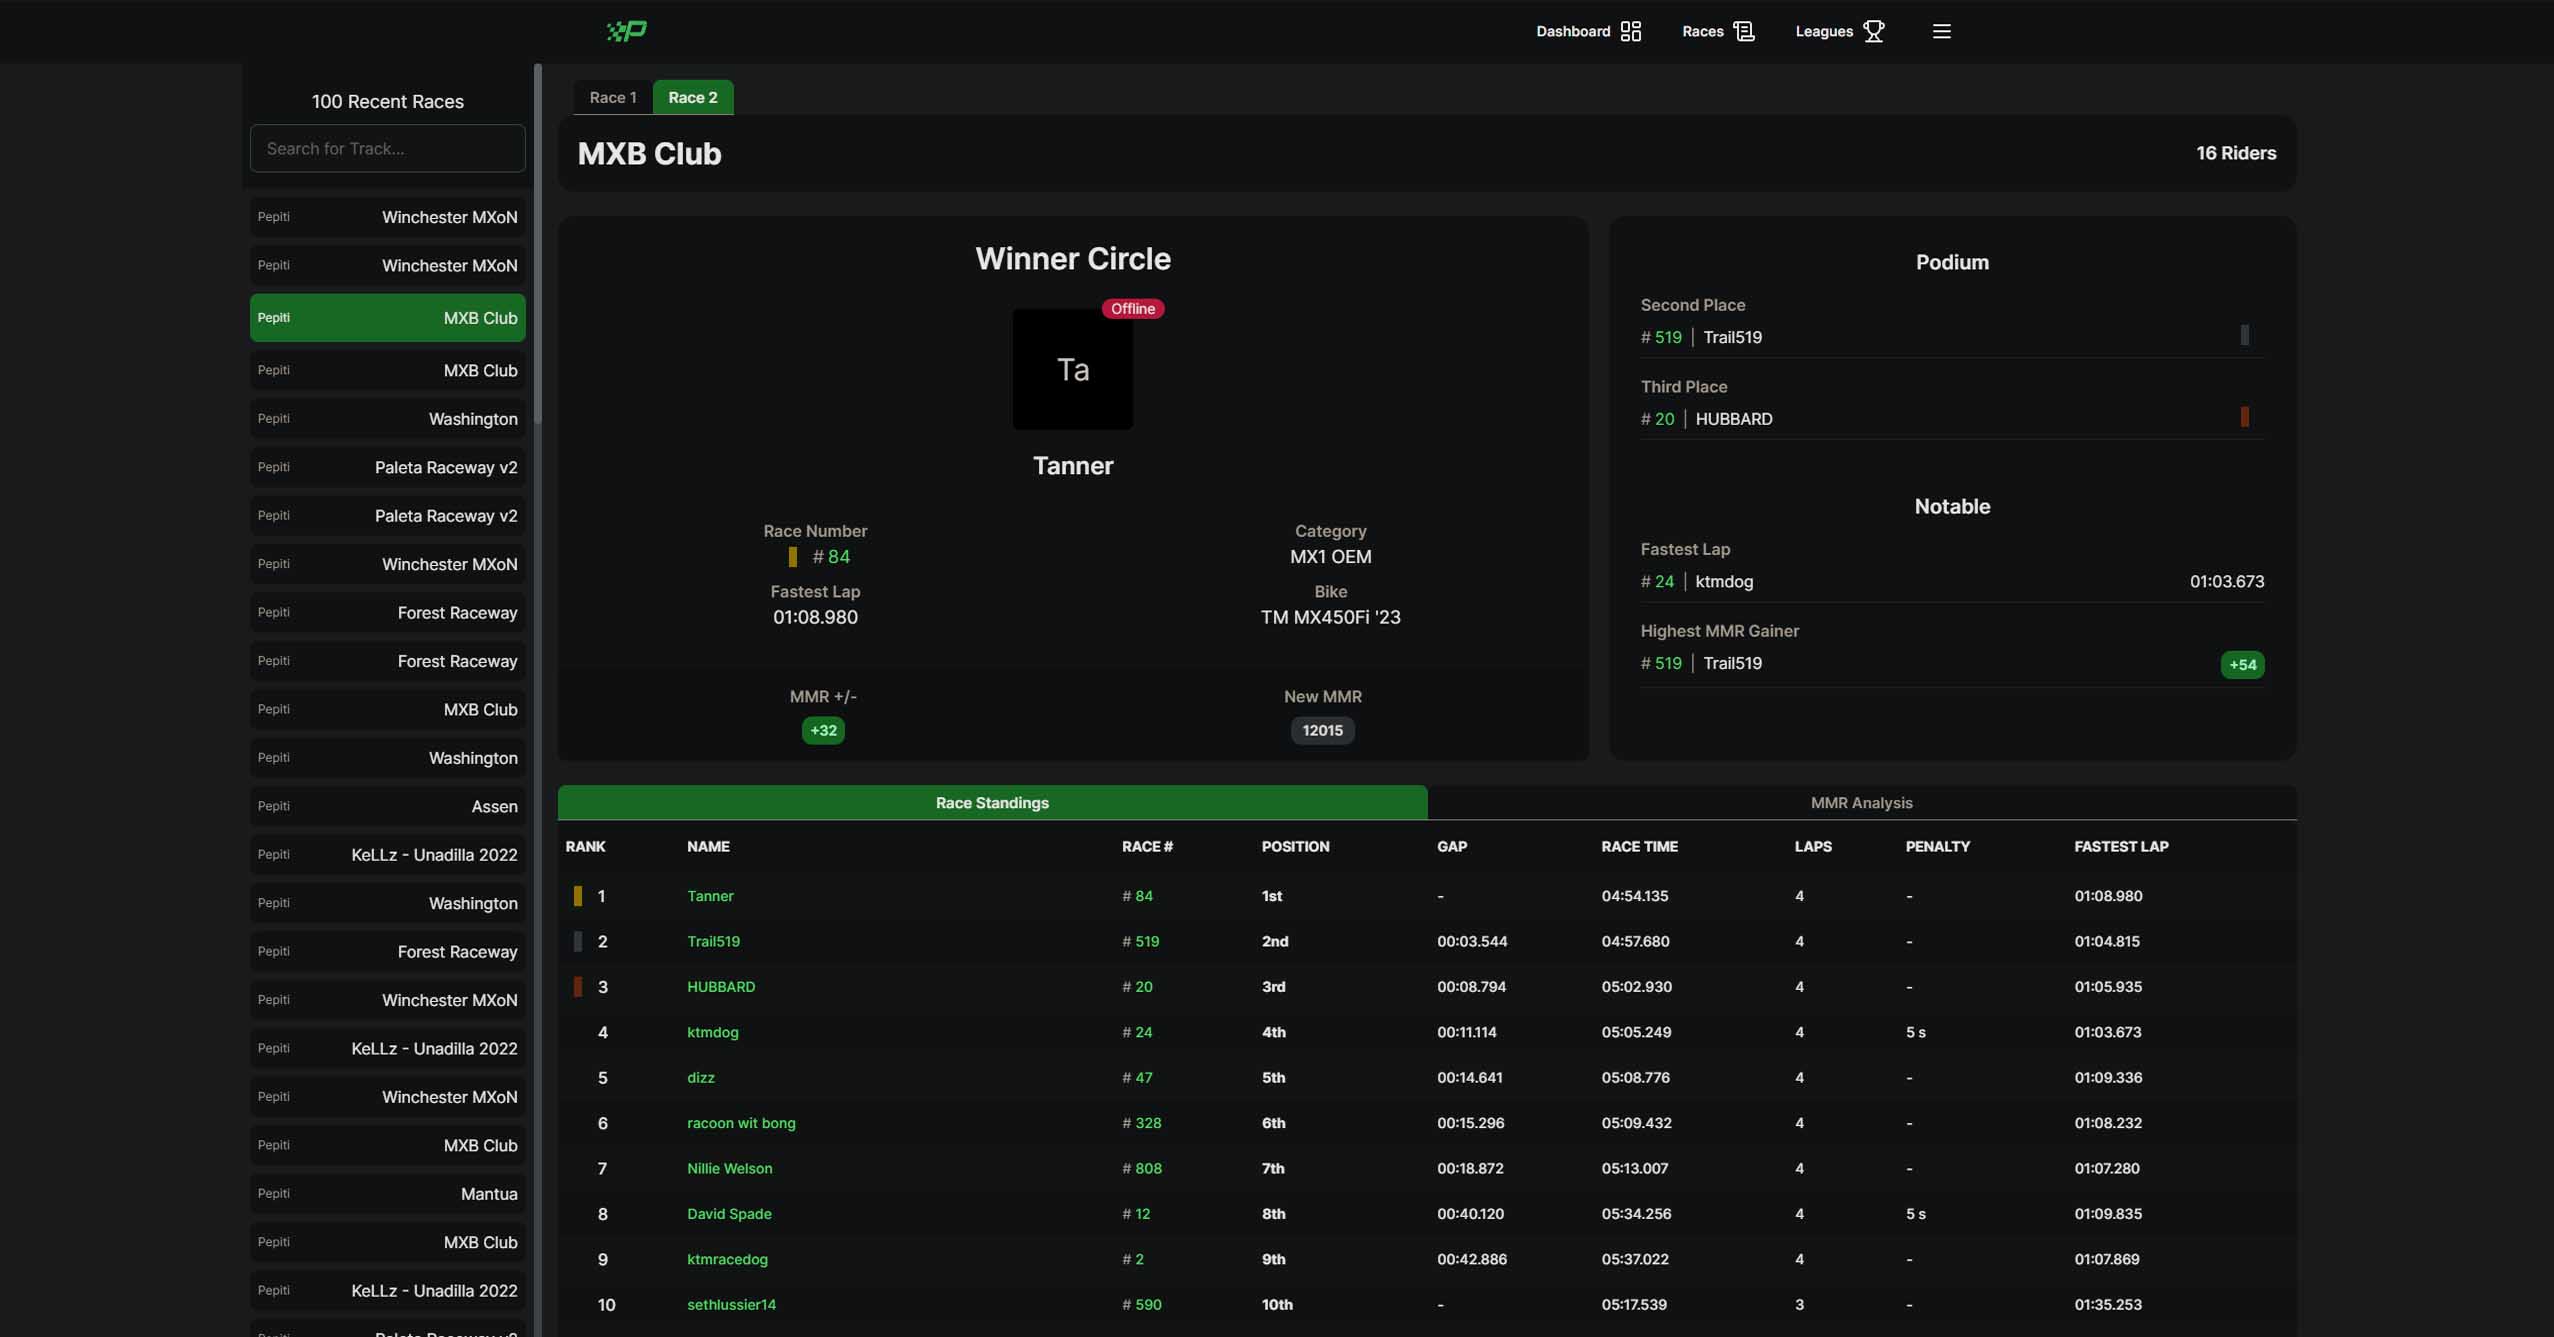 Dashboard Races Leagues
100 Recent Races
Search for Track...
Pepiti Winchester MXoN
Pepiti Winchester MXoN
Pepiti MXB Club
Pepiti MXB Club
Pepiti Washington
Pepiti Paleta Raceway v2
Pepiti Paleta Raceway v2
Pepiti Winchester MXoN
Pepiti Forest Raceway
Pepiti Forest Raceway
Pepiti MXB Club
Pepiti Washington
Pepiti Assen
Pepiti KeLLz - Unadilla 2022
Pepiti Washington
Pepiti Forest Raceway
Pepiti Winchester MXoN
Pepiti KeLLz - Unadilla 2022
Pepiti Winchester MXoN
Pepiti MXB Club
Pepiti Mantua
Pepiti MXB Club
Pepiti KeLLz - Unadilla 2022
Race 1 Race 2
MXB Club 16 Riders
Winner Circle
Offline
Ta
Tanner
Race Number
# 84
Fastest Lap
01:08.980
Category
MX1 OEM
Bike
TM MX450Fi '23
MMR +/-
+32
New MMR
12015
Podium
Second Place
# 519 | Trail519
Third Place
# 20 | HUBBARD
Notable
Fastest Lap
# 24 | ktmdog 01:03.673
Highest MMR Gainer
# 519 | Trail519 +54
Race Standings MMR Analysis
RANK NAME RACE # POSITION GAP RACE TIME LAPS PENALTY FASTEST LAP
1 Tanner # 84 1st - 04:54.135 4 - 01:08.980
2 Trail519 # 519 2nd 00:03.544 04:57.680 4 - 01:04.815
3 HUBBARD # 20 3rd 00:08.794 05:02.930 4 - 01:05.935
4 ktmdog # 24 4th 00:11.114 05:05.249 4 5 s 01:03.673
5 dizz # 47 5th 00:14.641 05:08.776 4 - 01:09.336
6 racoon wit bong # 328 6th 00:15.296 05:09.432 4 - 01:08.232
7 Nillie Welson # 808 7th 00:18.872 05:13.007 4 - 01:07.280
8 David Spade # 12 8th 00:40.120 05:34.256 4 5 s 01:09.835
9 ktmracedog # 2 9th 00:42.886 05:37.022 4 - 01:07.869
10 sethlussier14 # 590 10th - 05:17.539 3 - 01:35.253